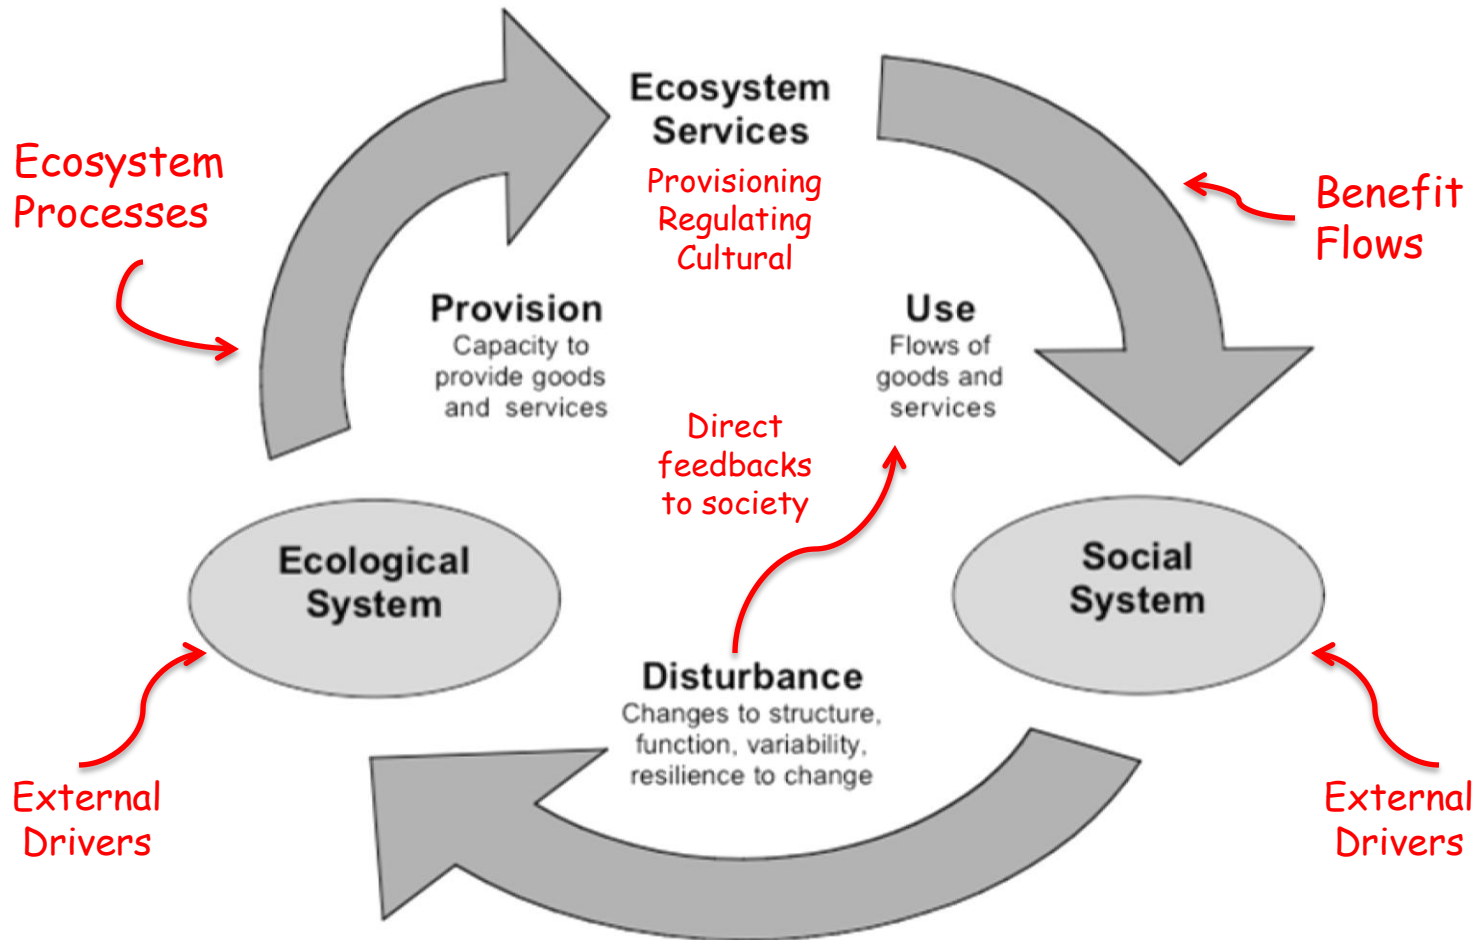 Ecosystem
Services
Provisioning
Regulating
Cultural
Ecosystem
Processes
Benefit
Flows
Provision
Capacity to
provide goods
and services
Use
Flows of
goods and
services
Direct
feedbacks
to society
Ecological
System
Social
System
Disturbance
Changes to structure,
function, variability,
resilience to change
External
Drivers
External
Drivers